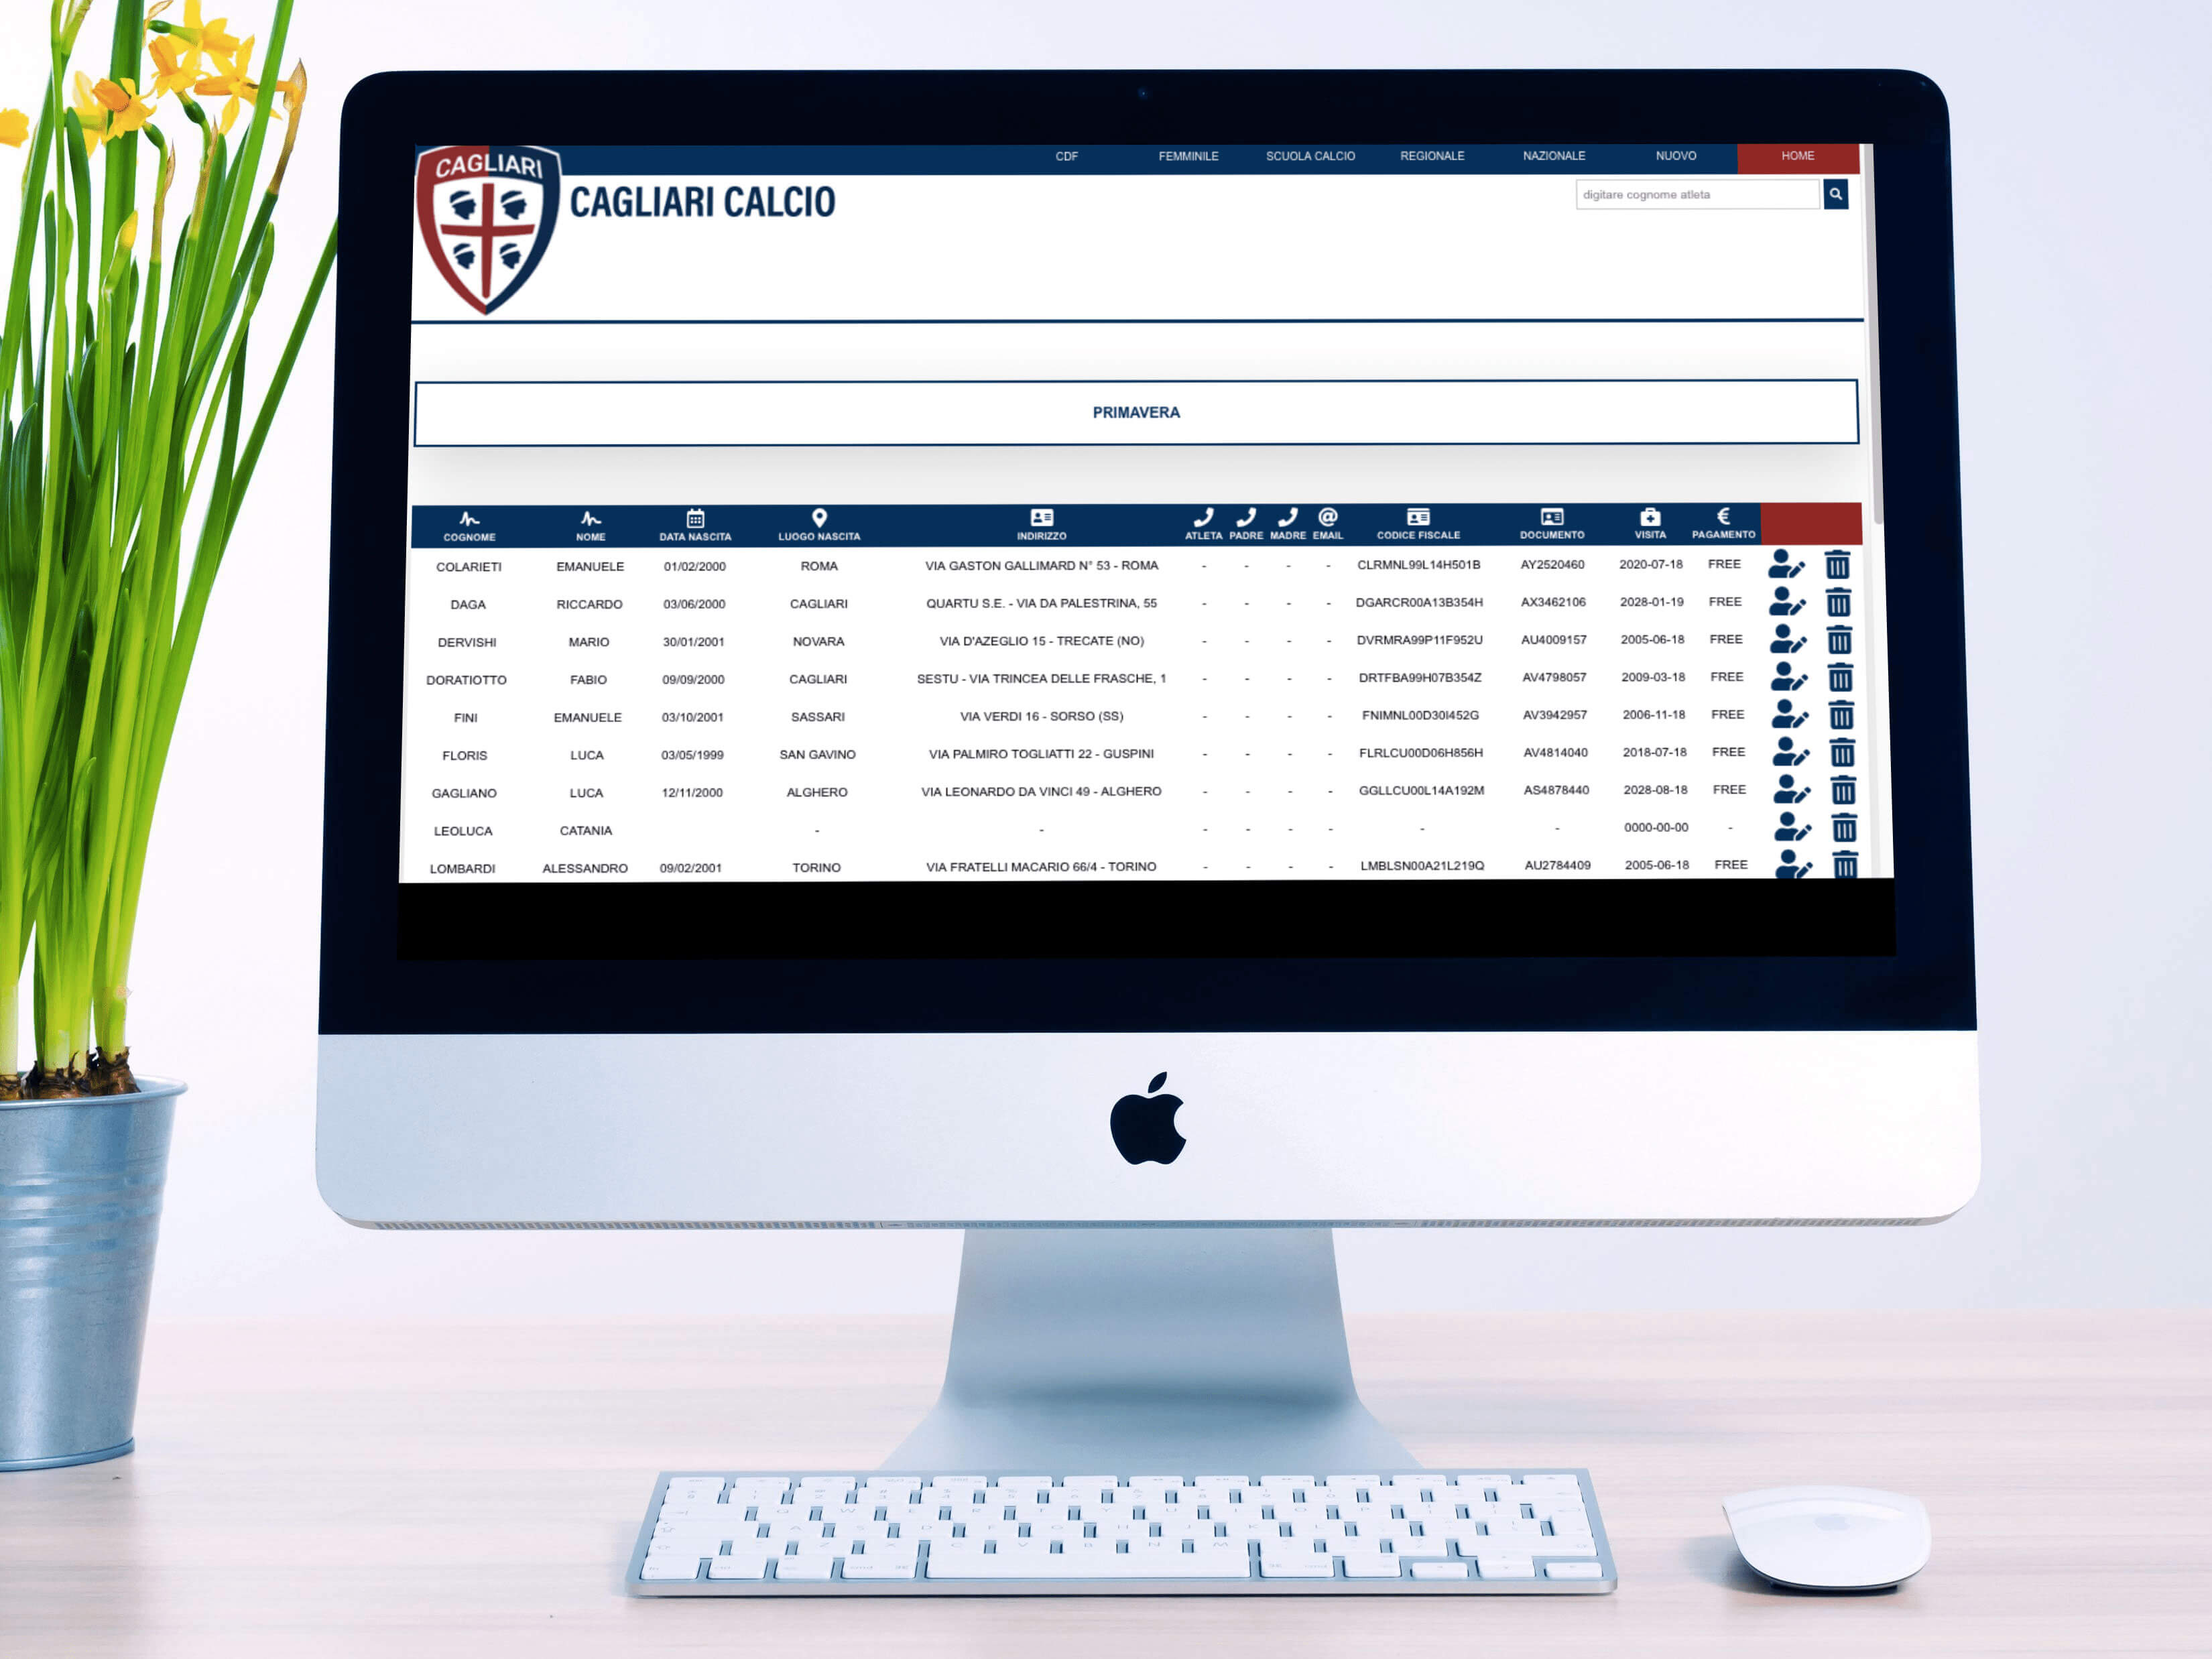 CAGLIARI
CDF FEMMINILE SCUOLA CALCIO REGIONALE NAZIONALE NUOVO HOME
CAGLIARI CALCIO
digitare cognome atleta
PRIMAVERA
COGNOME NOME DATA NASCITA LUOGO NASCITA INDIRIZZO ATLETA PADRE MADRE EMAIL CODICE FISCALE DOCUMENTO VISITA PAGAMENTO
COLARIETI EMANUELE 01/02/2000 ROMA VIA GASTON GALLIMARD N° 53 - ROMA - - - - CLRMNL99L14H501B AY2520460 2020-07-18 FREE
DAGA RICCARDO 03/06/2000 CAGLIARI QUARTU S.E. - VIA DA PALESTRINA, 55 - - - - DGARCR00A13B354H AX3462106 2028-01-19 FREE
DERVISHI MARIO 30/01/2001 NOVARA VIA D'AZEGLIO 15 - TRECATE (NO) - - - - DVRMRA99P11F952U AU4009157 2005-06-18 FREE
DORATIOTTO FABIO 09/09/2000 CAGLIARI SESTU - VIA TRINCEA DELLE FRASCHE, 1 - - - - DRTFBA99H07B354Z AV4798057 2009-03-18 FREE
FINI EMANUELE 03/10/2001 SASSARI VIA VERDI 16 - SORSO (SS) - - - - FNIMNL00D30I452G AV3942957 2006-11-18 FREE
FLORIS LUCA 03/05/1999 SAN GAVINO VIA PALMIRO TOGLIATTI 22 - GUSPINI - - - - FLRLCU00D06H856H AV4814040 2018-07-18 FREE
GAGLIANO LUCA 12/11/2000 ALGHERO VIA LEONARDO DA VINCI 49 - ALGHERO - - - - GGLLCU00L14A192M AS4878440 2028-08-18 FREE
LEOLUCA CATANIA - - - - - - - - 0000-00-00 -
LOMBARDI ALESSANDRO 09/02/2001 TORINO VIA FRATELLI MACARIO 66/4 - TORINO - - - - LMBLSN00A21L219Q AU2784409 2005-06-18 FREE